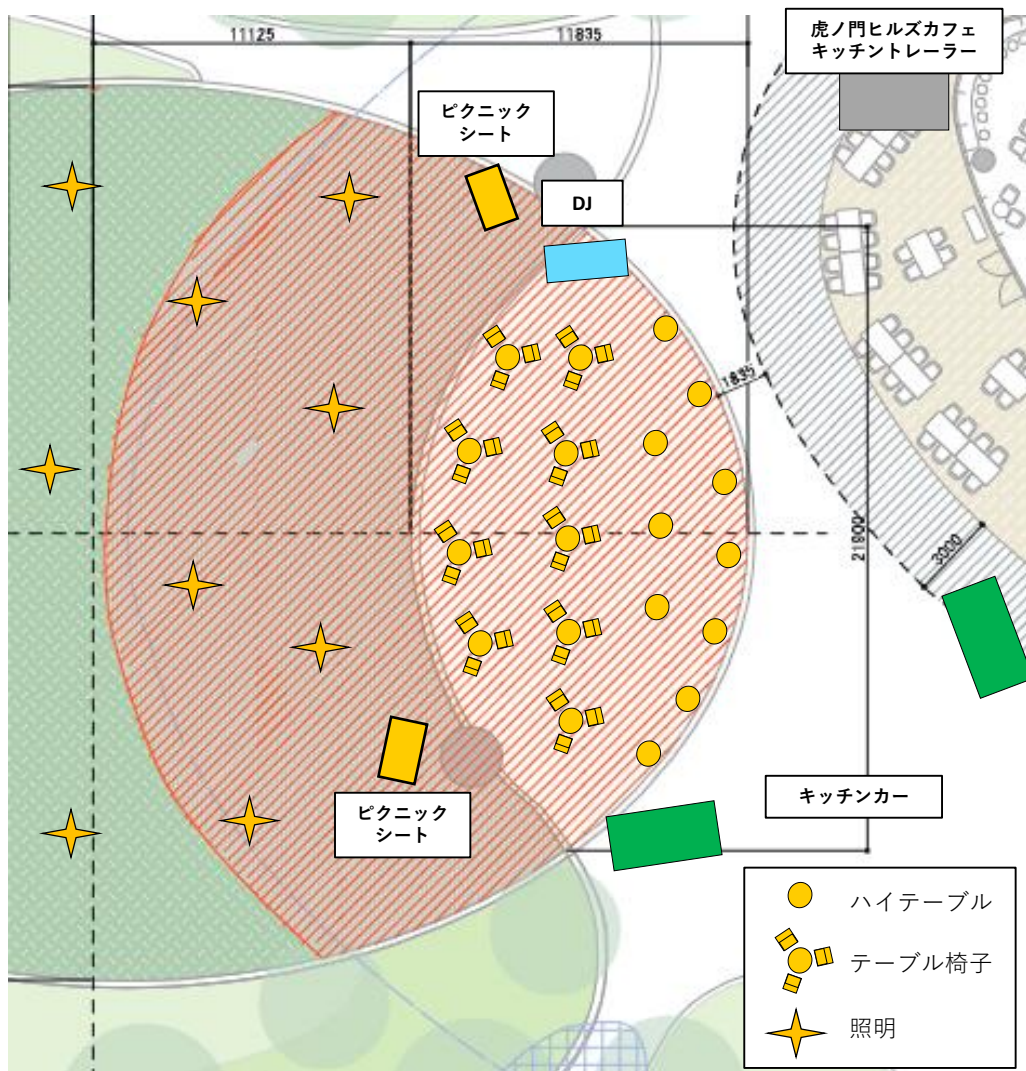 11125
11835
虎ノ門ヒルズカフェ
キッチントレーラー
ピクニック
シート
DJ
1835
21800
3000
キッチンカー
ピクニック
シート
ハイテーブル
テーブル椅子
照明